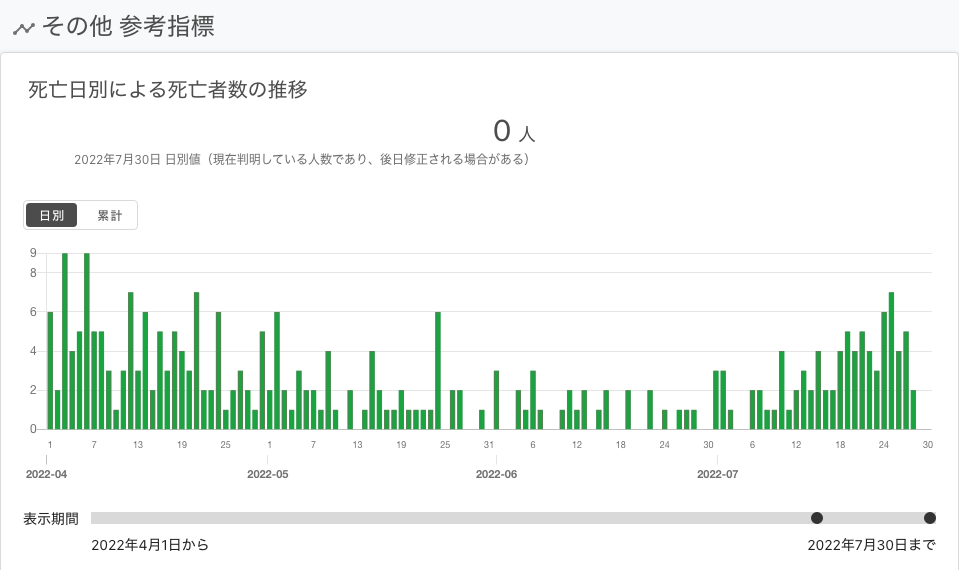 その他 参考指標
死亡日別による死亡者数の推移
0 人
2022年7月30日 日別値（現在判明している人数であり、後日修正される場合がある）
日別 累計
9
8
6
4
2
0
1 7 13 19 25 1 7 13 19 25 31 6 12 18 24 30 6 12 18 24 30
2022-04 2022-05 2022-06 2022-07
表示期間
2022年4月1日から 2022年7月30日まで